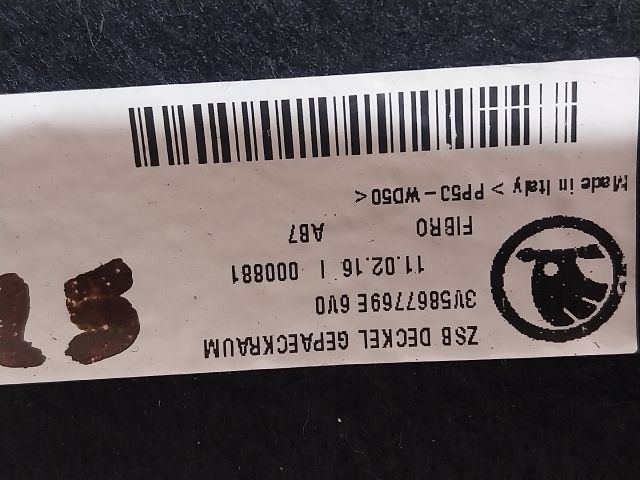 ZSB DECKEL GEPAECKRAUM
3V5867769E 6V0
11.02.16 | 000881
FIBRO AB7
Made in Italy > PP50-WD50<